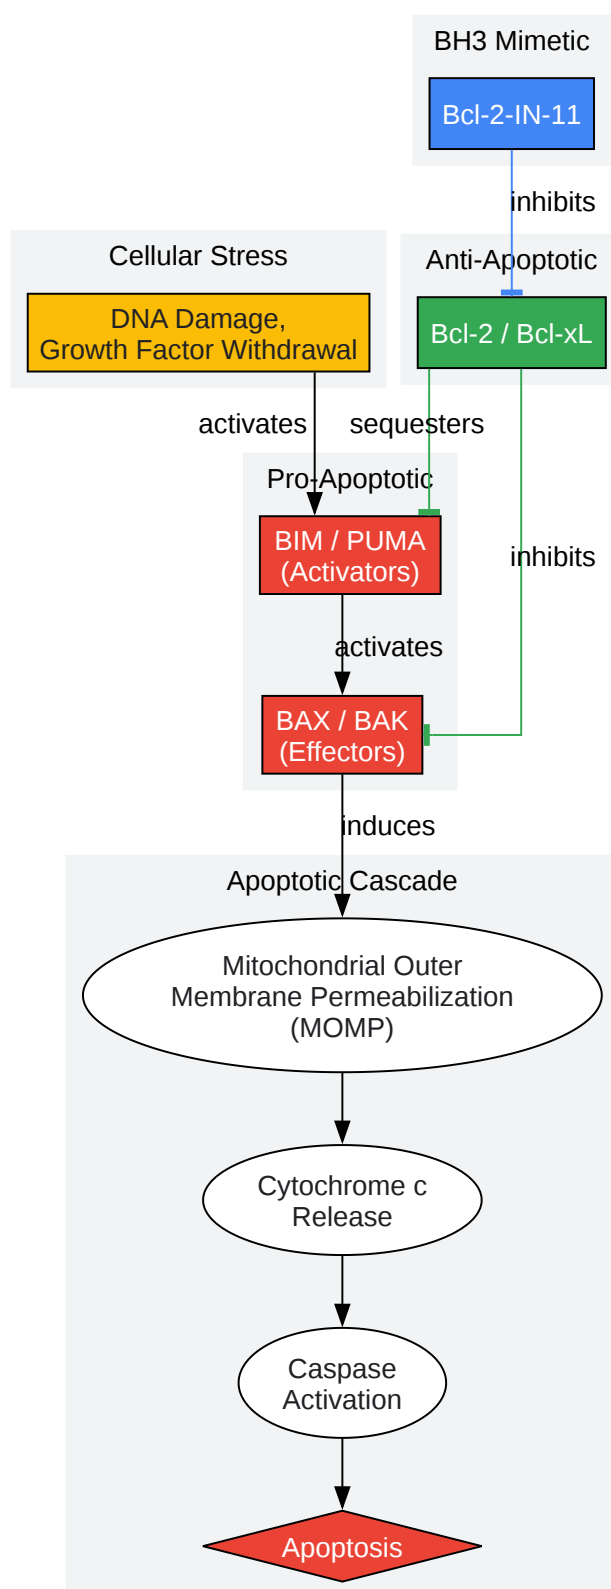 BH3 Mimetic
Bcl-2-IN-11
inhibits
Cellular Stress
Anti-Apoptotic
DNA Damage,
Growth Factor Withdrawal
Bcl-2 / Bcl-xL
activates
sequesters
Pro-Apoptotic
BIM / PUMA
(Activators)
inhibits
activates
BAX / BAK
(Effectors)
induces
Apoptotic Cascade
Mitochondrial Outer
Membrane Permeabilization
(MOMP)
Cytochrome c
Release
Caspase
Activation
Apoptosis